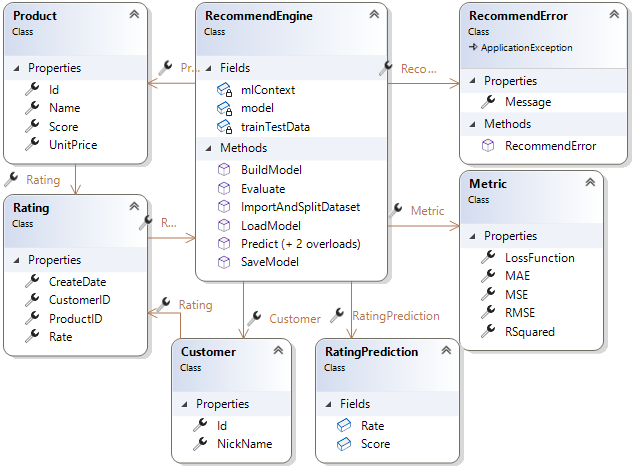 Product
Class
Properties
Id
Name
Score
UnitPrice
RecommendEngine
Class
Fields
mlContext
model
trainTestData
Methods
BuildModel
Evaluate
ImportAndSplitDataset
LoadModel
Predict (+ 2 overloads)
SaveModel
RecommendError
Class
ApplicationException
Properties
Message
Methods
RecommendError
Pr...
Reco...
Rating
Rating
Class
Properties
CreateDate
CustomerID
ProductID
Rate
R...
Metric
Metric
Class
Properties
LossFunction
MAE
MSE
RMSE
RSquared
Rating
Customer
RatingPrediction
Customer
Class
Properties
Id
NickName
RatingPrediction
Class
Fields
Rate
Score